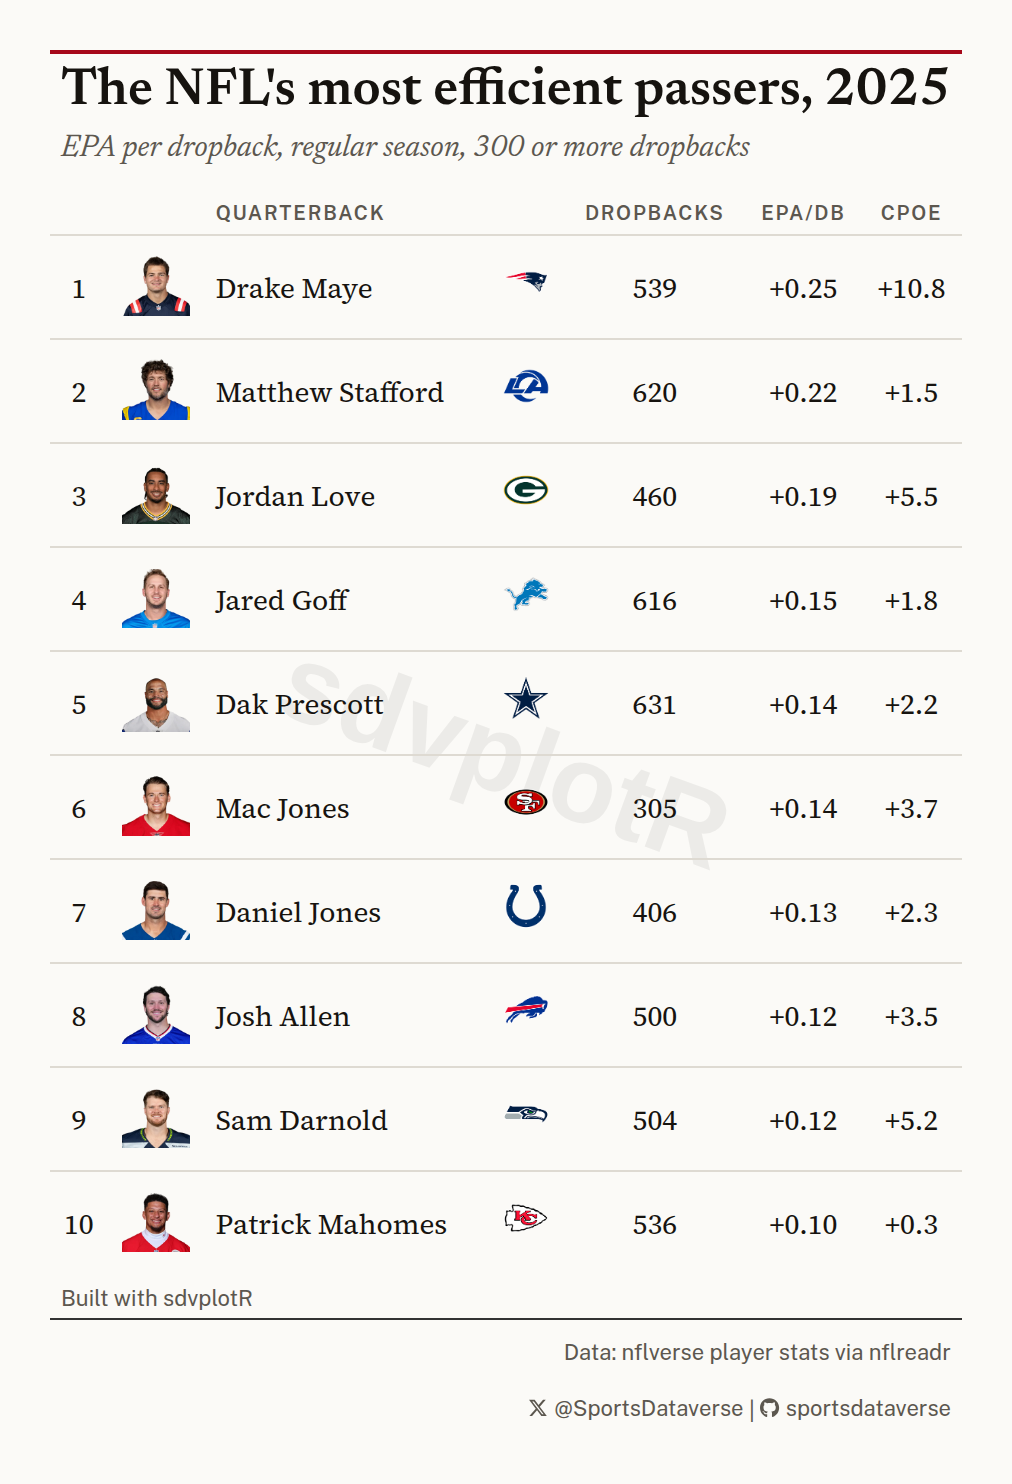 The NFL's most efficient passers, 2025
EPA per dropback, regular season, 300 or more dropbacks
QUARTERBACK DROPBACKS EPA/DB CPOE
1 Drake Maye 539 +0.25 +10.8
2 Matthew Stafford 620 +0.22 +1.5
3 Jordan Love 460 +0.19 +5.5
4 Jared Goff 616 +0.15 +1.8
5 Dak Prescott 631 +0.14 +2.2
sdvplotR
6 Mac Jones SF 305 +0.14 +3.7
7 Daniel Jones 406 +0.13 +2.3
8 Josh Allen 500 +0.12 +3.5
9 Sam Darnold 504 +0.12 +5.2
10 Patrick Mahomes KC 536 +0.10 +0.3
Built with sdvplotR
Data: nflverse player stats via nflreadr
@SportsDataverse | sportsdataverse